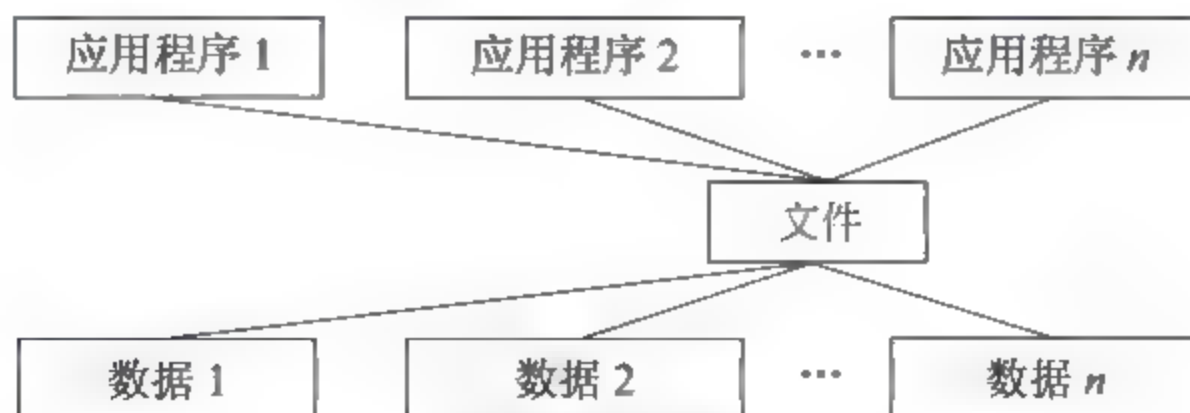 应用程序 1 应用程序 2 … 应用程序 n
文件
数据 1 数据 2 … 数据 n